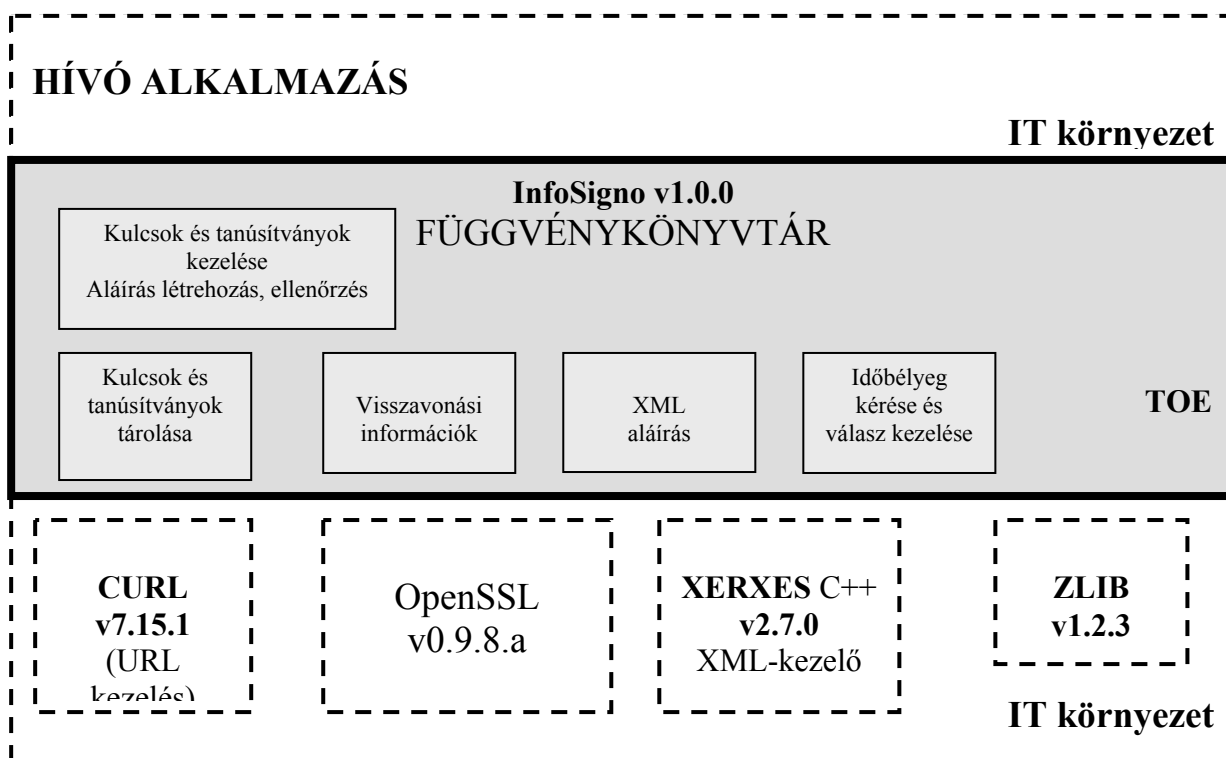 HÍVÓ ALKALMAZÁS
IT környezet
InfoSigno v1.0.0
FÜGGVÉNYKÖNYVTÁR
Kulcsok és tanúsítványok
kezelése
Aláírás létrehozás, ellenőrzés
Kulcsok és
tanúsítványok
tárolása
Visszavonási
információk
XML
aláírás
Időbélyeg
kérése és
válasz kezelése
TOE
CURL
v7.15.1
(URL
kezelés)
OpenSSL
v0.9.8.a
XERXES C++
v2.7.0
XML-kezelő
ZLIB
v1.2.3
IT környezet